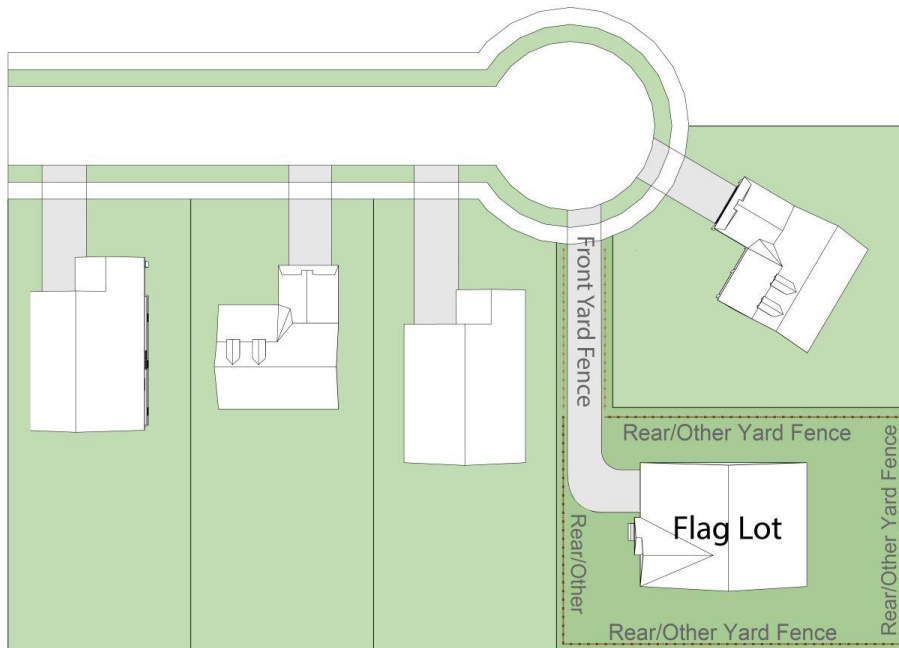 Front Yard Fence
Rear/Other Yard Fence
Rear/Other Yard Fence
Flag Lot
Rear/Other
Rear/Other Yard Fence